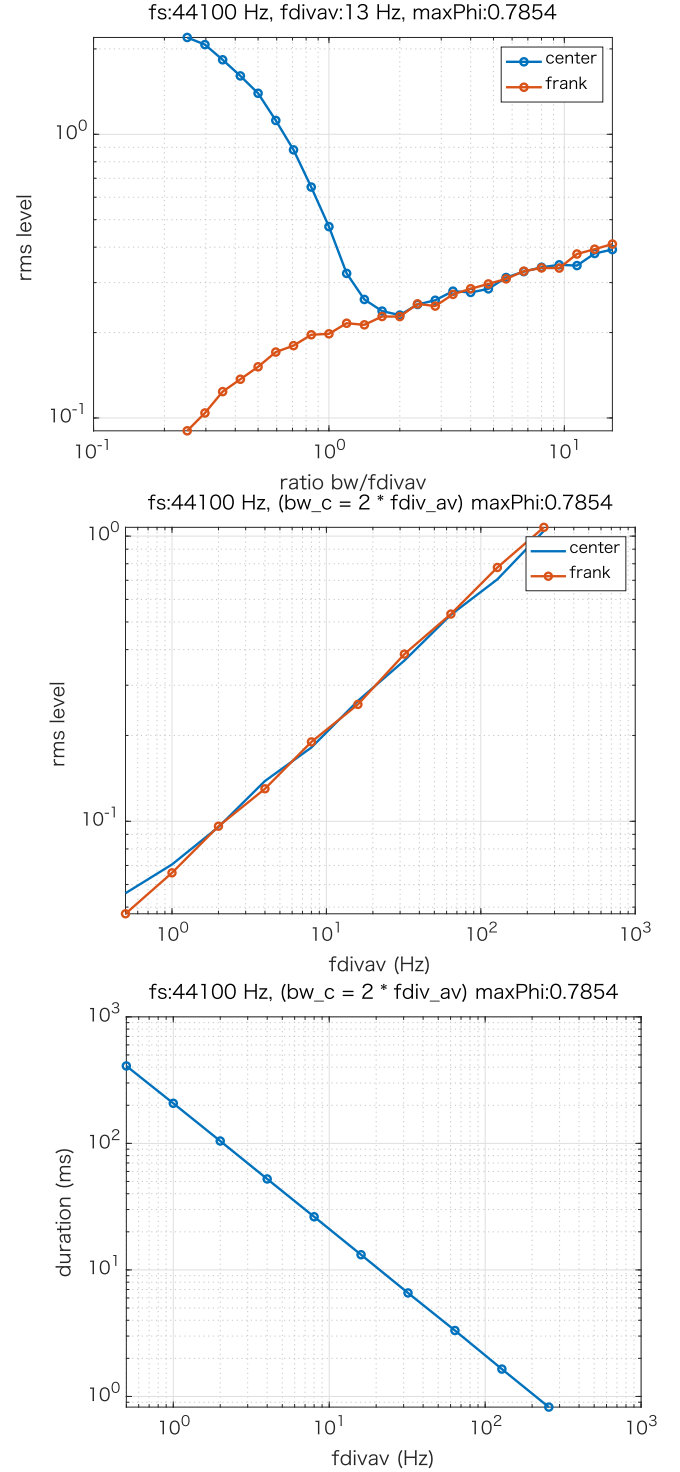 fs:44100 Hz, fdivav:13 Hz, maxPhi:0.7854
center
frank
10^0
10^-1
rms level
10^-1
10^0
10^1
ratio bw/fdivav
fs:44100 Hz, (bw_c = 2 * fdiv_av) maxPhi:0.7854
center
frank
10^0
10^-1
rms level
10^0
10^1
10^2
10^3
fdivav (Hz)
fs:44100 Hz, (bw_c = 2 * fdiv_av) maxPhi:0.7854
10^3
10^2
10^1
10^0
duration (ms)
10^0
10^1
10^2
10^3
fdivav (Hz)